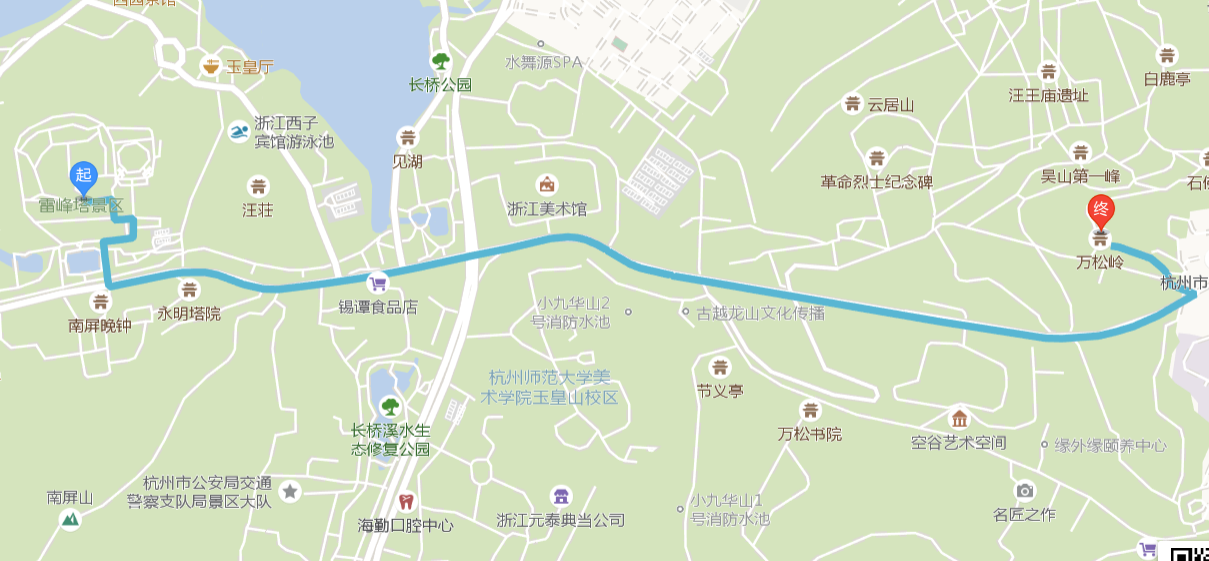 西西茶馆
玉皇厅
长桥公园
水舞源SPA
云居山
汪王庙遗址
白鹿亭
浙江西子
宾馆游泳池
见湖
起
雷峰塔景区
汪庄
浙江美术馆
革命烈士纪念碑
吴山第一峰
终
万松岭
杭州市
南屏晚钟
永明塔院
锡谭食品店
小九华山2
号消防水池
古越龙山文化传播
杭州师范大学美
术学院玉皇山校区
节义亭
长桥溪水生
态修复公园
万松书院
空谷艺术空间
缘外缘颐养中心
南屏山
杭州市公安局交通
警察支队局景区大队
海勤口腔中心
浙江元泰典当公司
小九华山1
号消防水池
名匠之作